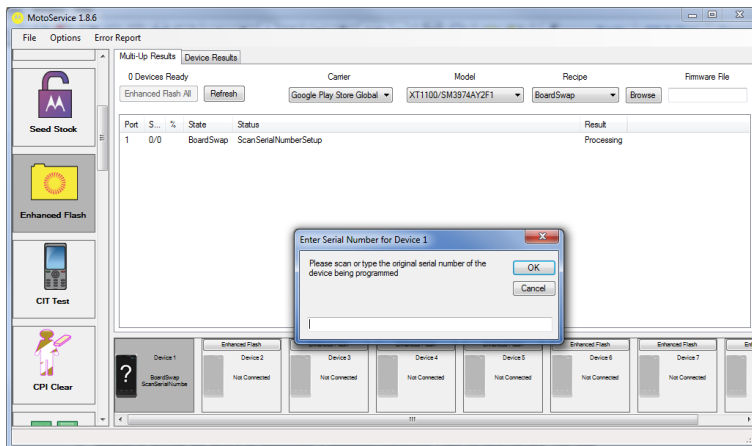 MotoService 1.8.6
File Options Error Report
Seed Stock
Enhanced Flash
CIT Test
CPI Clear
Multi-Up Results Device Results
0 Devices Ready Carrier Model Recipe Firmware File
Enhanced Flash All Refresh Google Play Store Global XT1100/SM3974AY2F1 BoardSwap Browse
Port S... % State Status Result
1 0/0 BoardSwap ScanSerialNumberSetup Processing
Enter Serial Number for Device 1
Please scan or type the original serial number of the
device being programmed
OK
Cancel
Enhanced Flash Enhanced Flash Enhanced Flash
Device 1 Device 2 Device 3 Device 4 Device 5 Device 6 Device 7
?
BoardSwap Not Connected Not Connected Not Connected Not Connected Not Connected Not Connected
ScanSerialNumbe